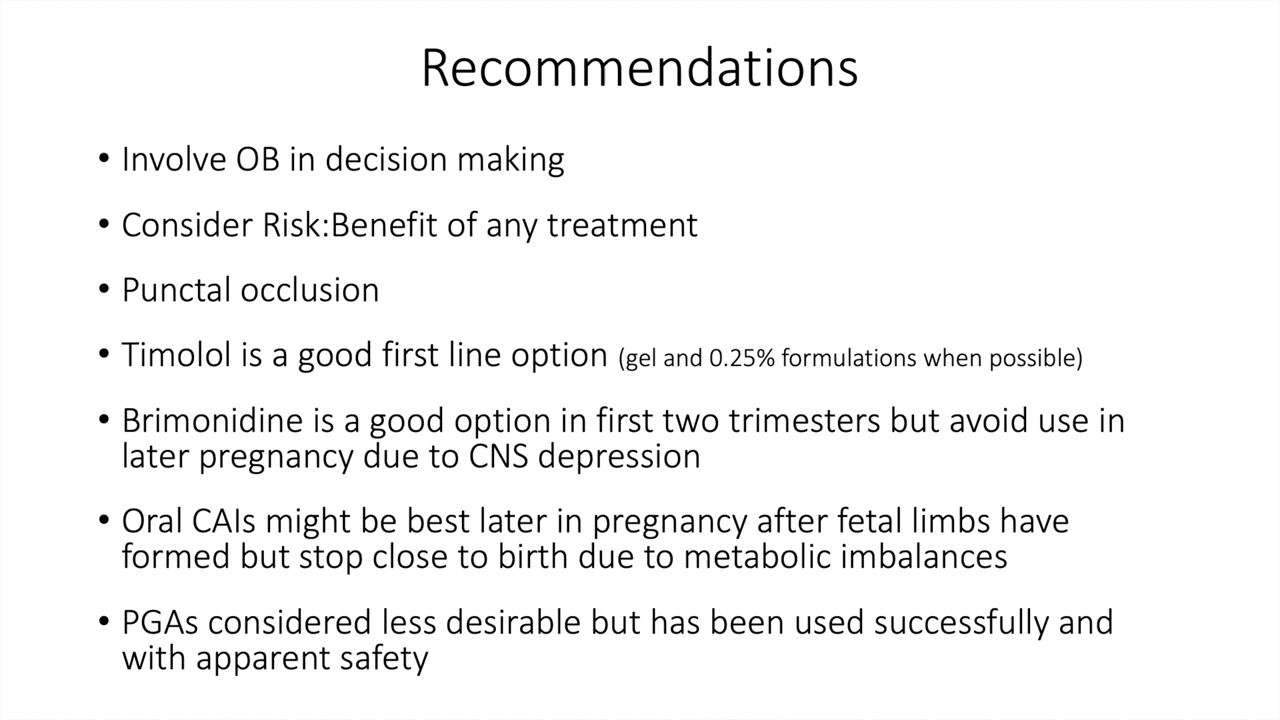 Recommendations
• Involve OB in decision making
• Consider Risk:Benefit of any treatment
• Punctal occlusion
• Timolol is a good first line option (gel and 0.25% formulations when possible)
• Brimonidine is a good option in first two trimesters but avoid use in
later pregnancy due to CNS depression
• Oral CAIs might be best later in pregnancy after fetal limbs have
formed but stop close to birth due to metabolic imbalances
• PGAs considered less desirable but has been used successfully and
with apparent safety